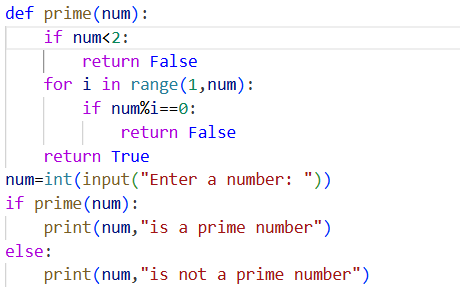 def prime(num):
    if num<2:
        return False
    for i in range(1,num):
        if num%i==0:
            return False
    return True
num=int(input("Enter a number: "))
if prime(num):
    print(num,"is a prime number")
else:
    print(num,"is not a prime number")